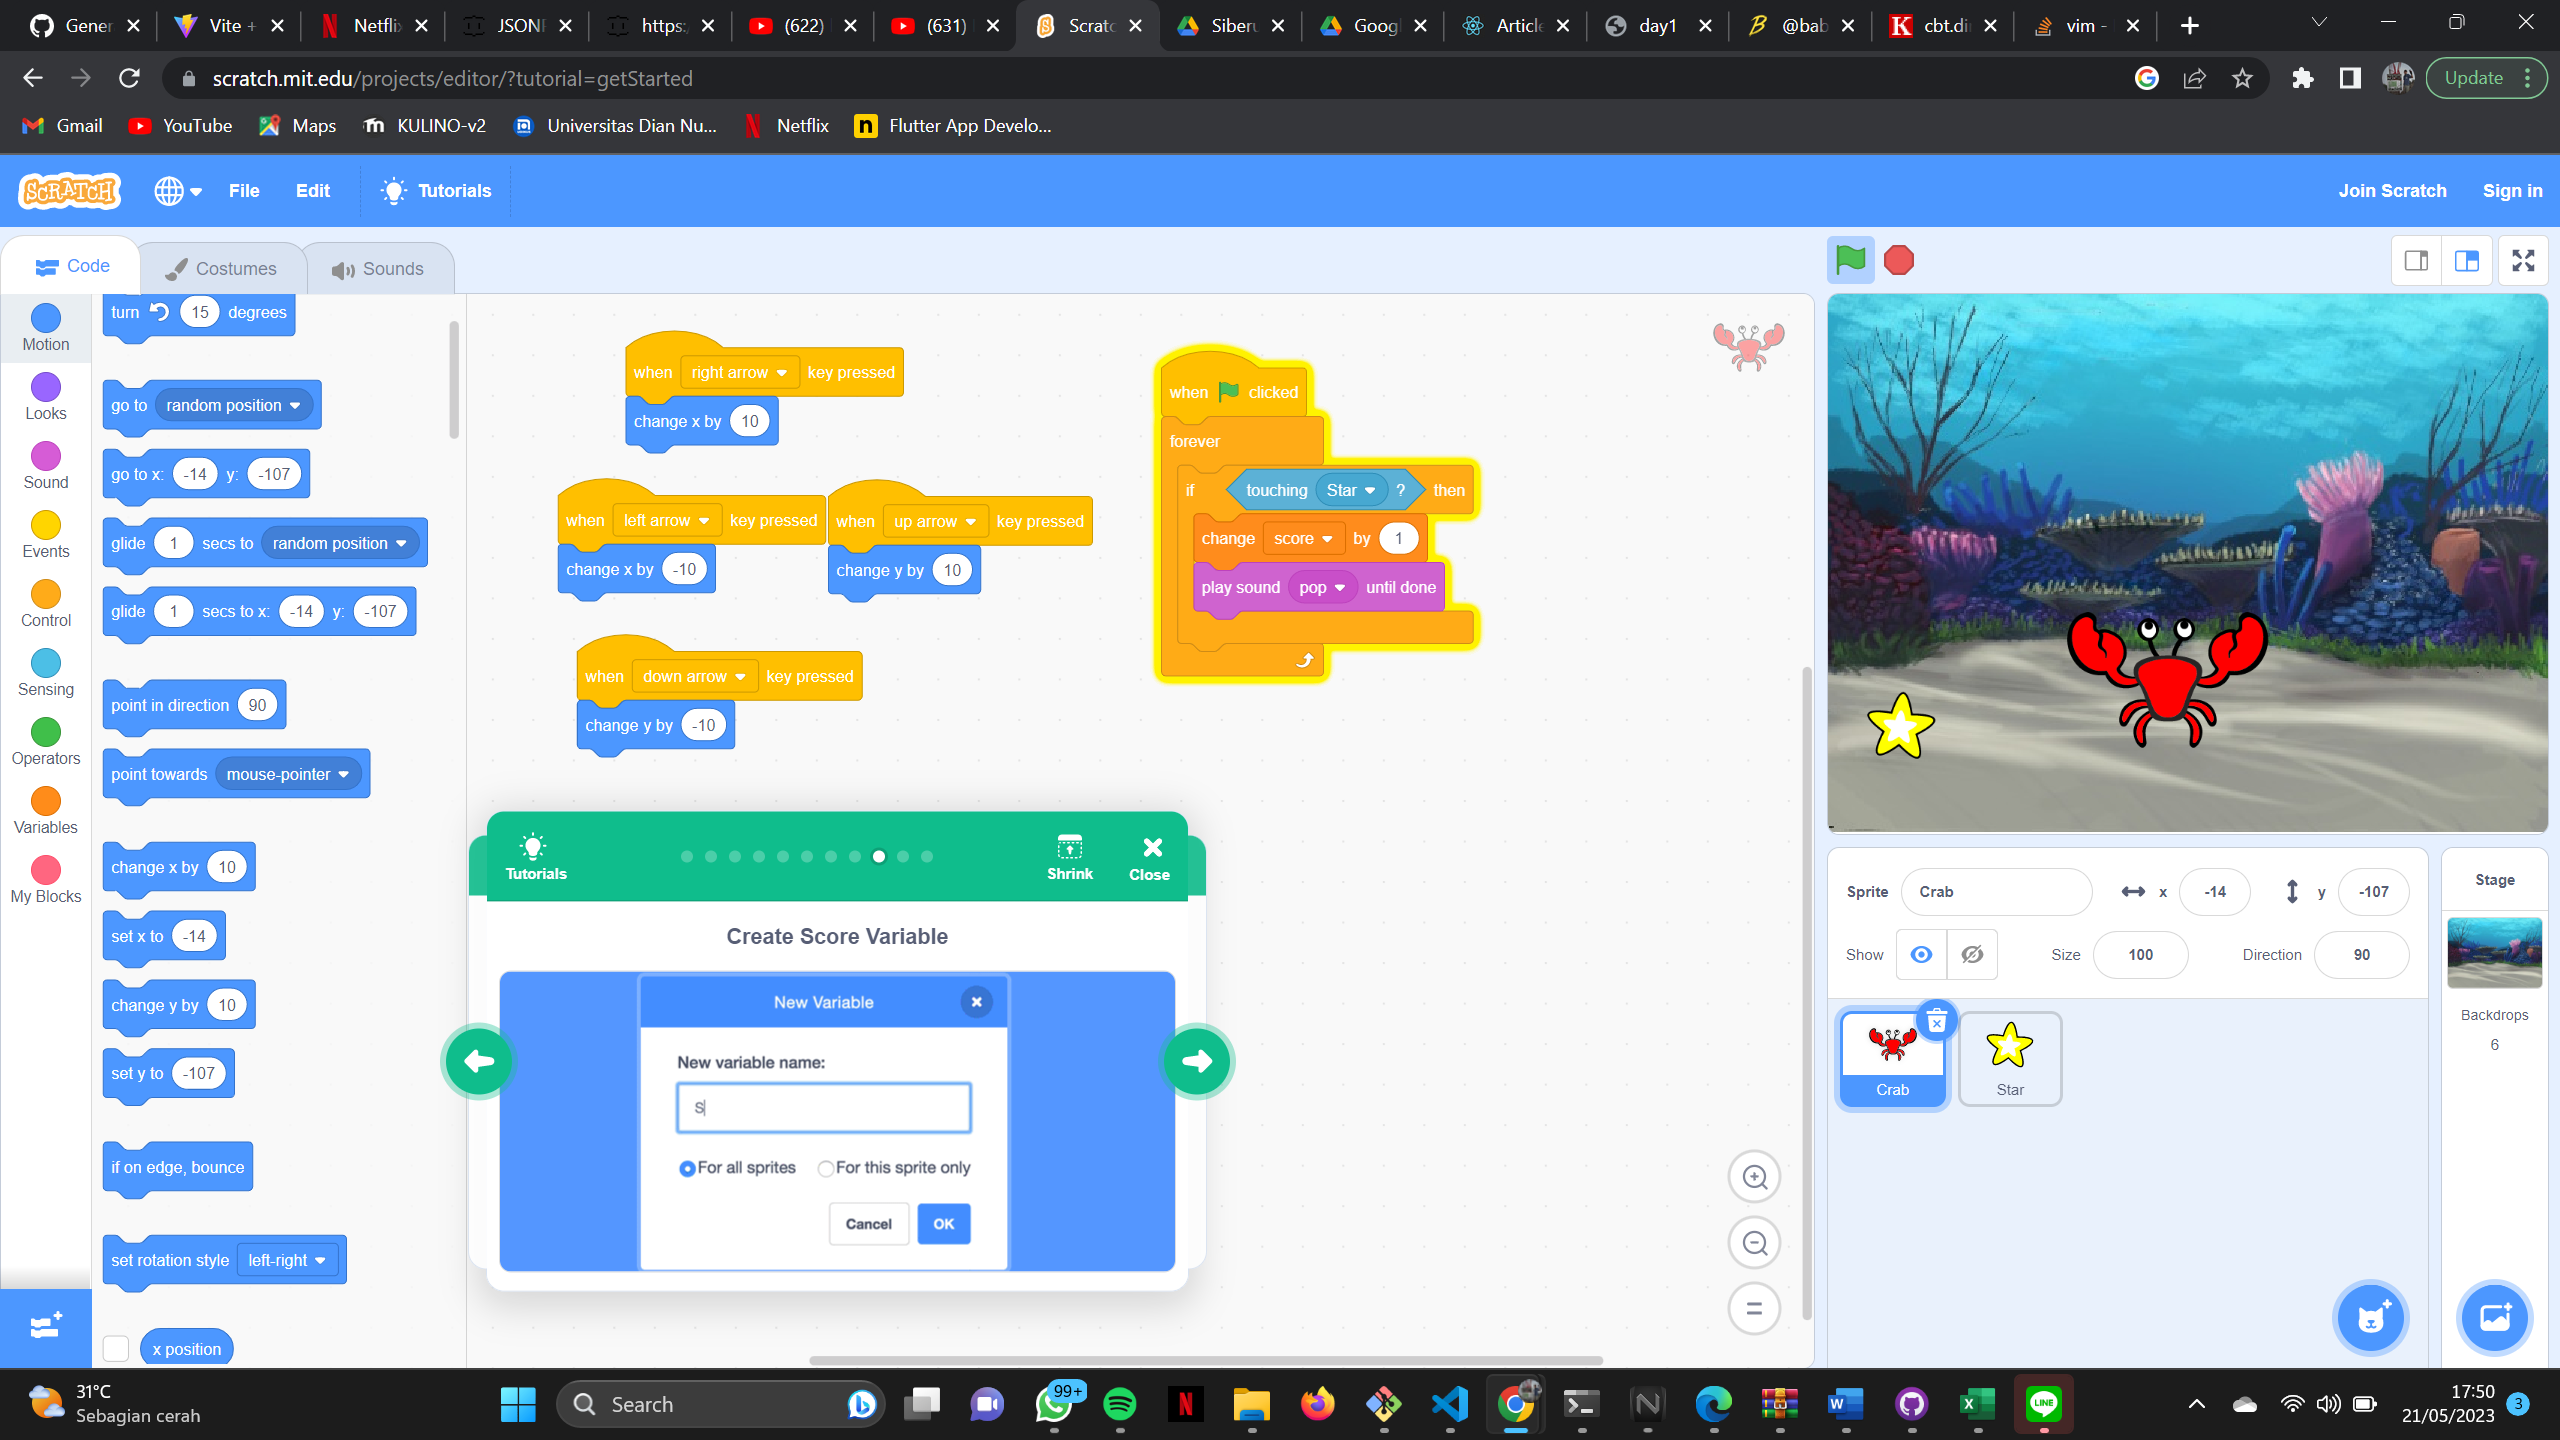 Gener
Vite +
Netflix
JSONF
https:/
(622)
(631)
Scratc
Siberu
Googl
Article
day1
@bab
cbt.di
vim -
scratch.mit.edu/projects/editor/?tutorial=getStarted
Update
Gmail
YouTube
Maps
KULINO-v2
Universitas Dian Nu...
Netflix
Flutter App Develo...
SCRATCH
File
Edit
Tutorials
Join Scratch
Sign in
Code
Costumes
Sounds
Motion
Looks
Sound
Events
Control
Sensing
Operators
Variables
My Blocks
turn 15 degrees
go to random position
go to x: -14 y: -107
glide 1 secs to random position
glide 1 secs to x: -14 y: -107
point in direction 90
point towards mouse-pointer
change x by 10
set x to -14
change y by 10
set y to -107
if on edge, bounce
set rotation style left-right
x position
when right arrow key pressed
change x by 10
when left arrow key pressed
change x by -10
when up arrow key pressed
change y by 10
when down arrow key pressed
change y by -10
when clicked
forever
if touching Star ? then
change score by 1
play sound pop until done
Tutorials
Shrink
Close
Create Score Variable
New Variable
New variable name:
S
For all sprites
For this sprite only
Cancel
OK
Sprite
Crab
x -14
y -107
Show
Size 100
Direction 90
Crab
Star
Stage
Backdrops
6
31°C
Sebagian cerah
Search
99+
LINE
17:50
21/05/2023
3